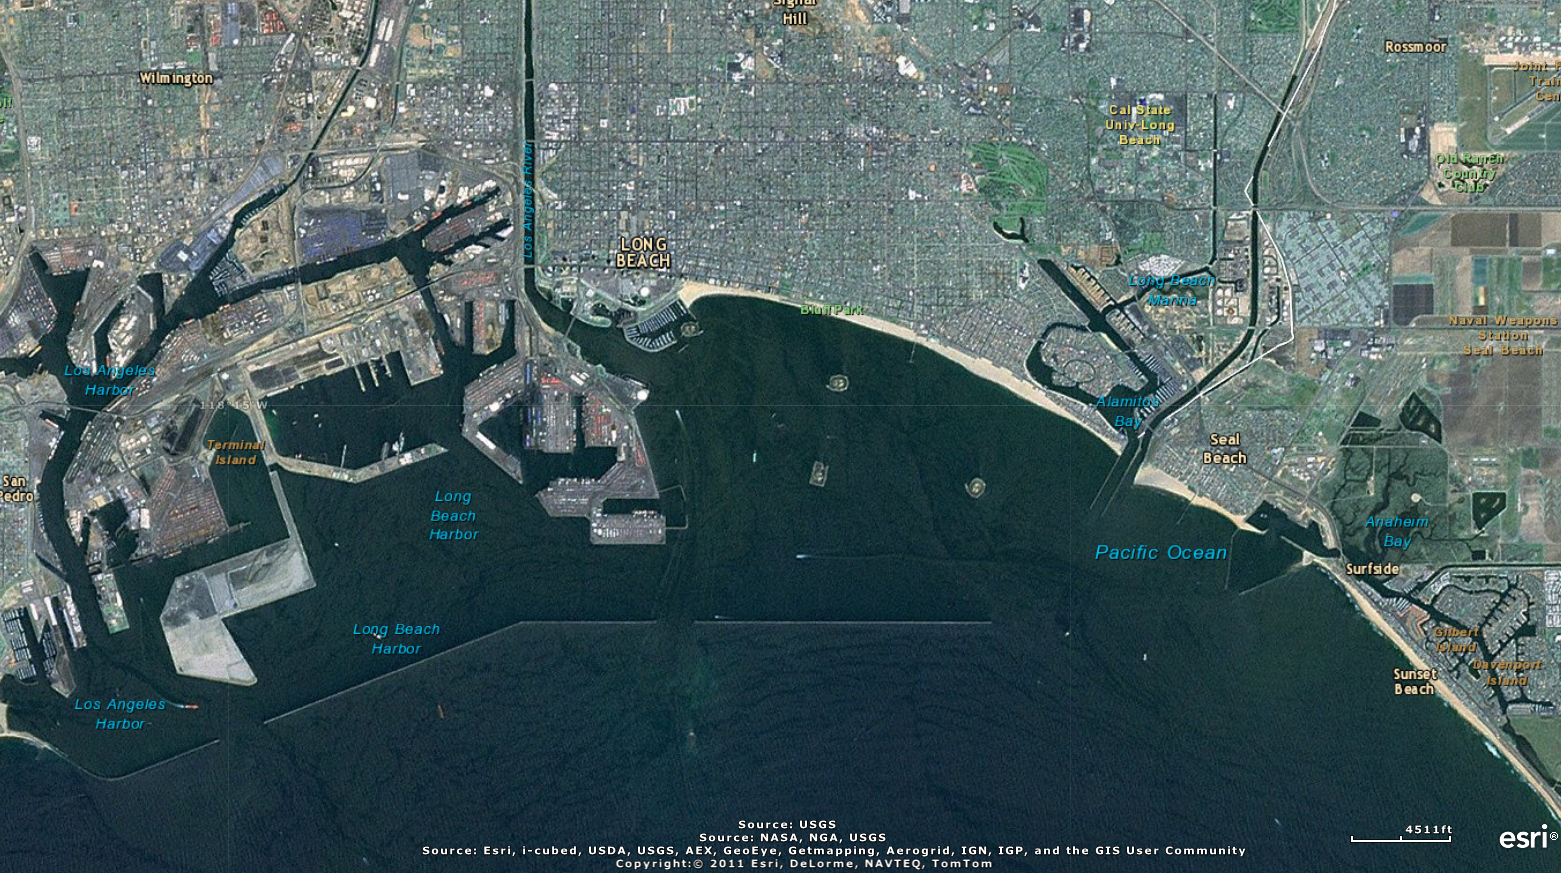 Signal
Hill
Rossmoor
Wilmington
Cal State
Univ-Long
Beach
Old Ranch
Country
Club
Los Angeles River
LONG
BEACH
Long Beach
Marina
Bluff Park
Naval Weapons
Station
Seal Beach
Los Angeles
Harbor
118°15'W
Alamitos
Bay
Terminal
Island
Seal
Beach
San
Pedro
Long
Beach
Harbor
Anaheim
Bay
Pacific Ocean
Surfside
Long Beach
Harbor
Gilbert
Island
Davenport
Island
Sunset
Beach
Los Angeles
Harbor
Source: USGS
Source: NASA, NGA, USGS
Source: Esri, i-cubed, USDA, USGS, AEX, GeoEye, Getmapping, Aerogrid, IGN, IGP, and the GIS User Community
Copyright:© 2011 Esri, DeLorme, NAVTEQ, TomTom
4511ft
esri®